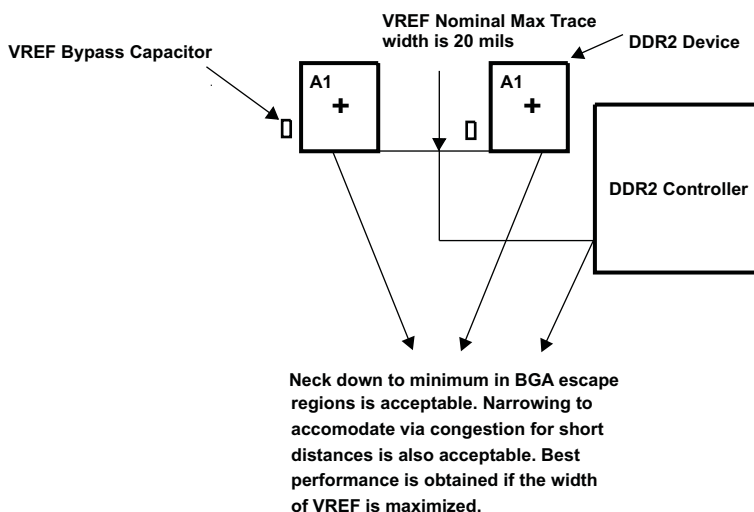 VREF Nominal Max Trace
width is 20 mils
DDR2 Device
VREF Bypass Capacitor
A1
A1
DDR2 Controller
Neck down to minimum in BGA escape
regions is acceptable. Narrowing to
accomodate via congestion for short
distances is also acceptable. Best
performance is obtained if the width
of VREF is maximized.